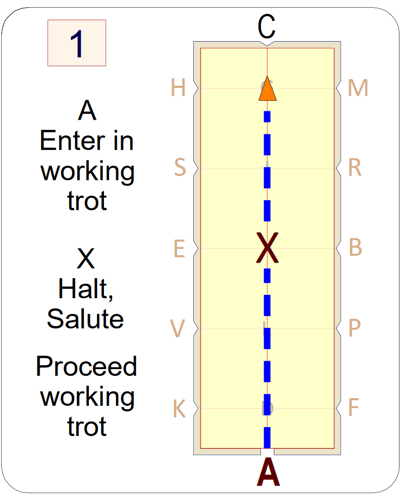 1
A
Enter in
working
trot
X
Halt,
Salute
Proceed
working
trot
C
H M
S R
E X B
V P
K F
A